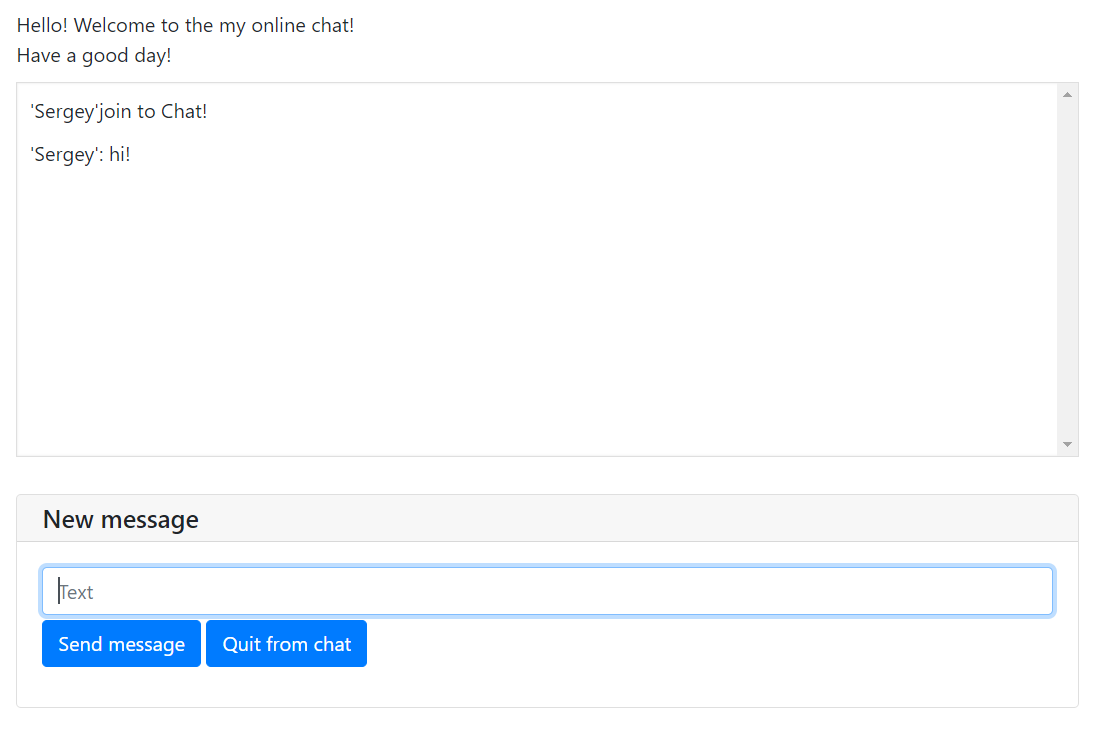 Hello! Welcome to the my online chat!
Have a good day!
'Sergey'join to Chat!
'Sergey': hi!
New message
Text
Send message Quit from chat